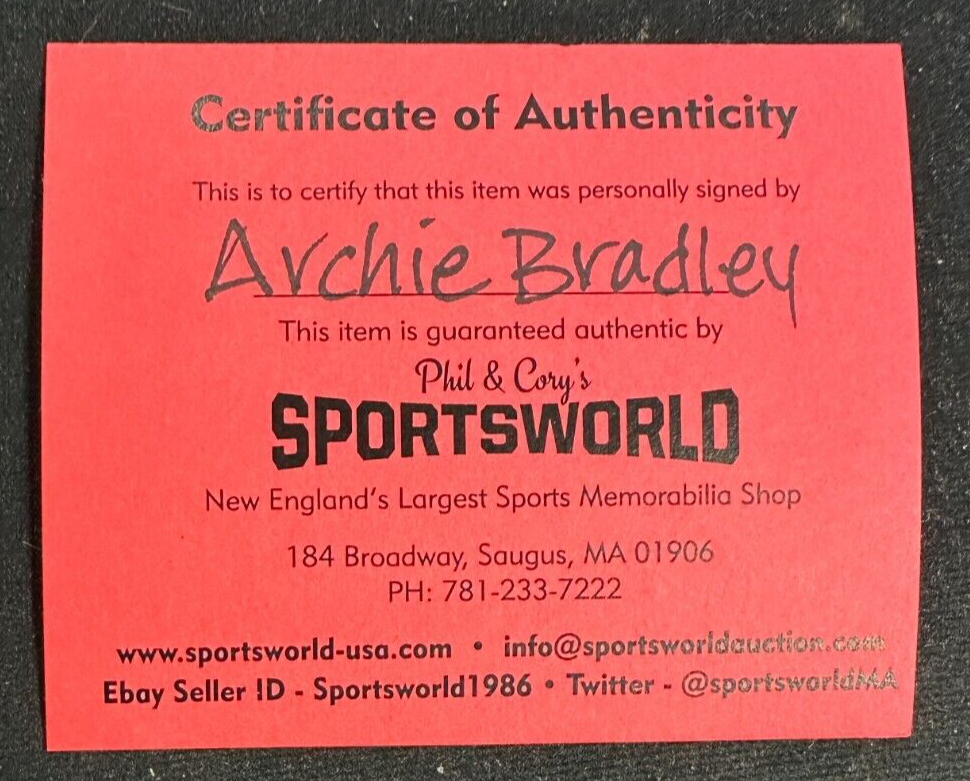 Certificate of Authenticity
This is to certify that this item was personally signed by
Archie Bradley
This item is guaranteed authentic by
Phil & Cory's
SPORTSWORLD
New England's Largest Sports Memorabilia Shop
184 Broadway, Saugus, MA 01906
PH: 781-233-7222
www.sportsworld-usa.com • info@sportsworldauction.com
Ebay Seller ID - Sportsworld1986 • Twitter - @sportsworldMA